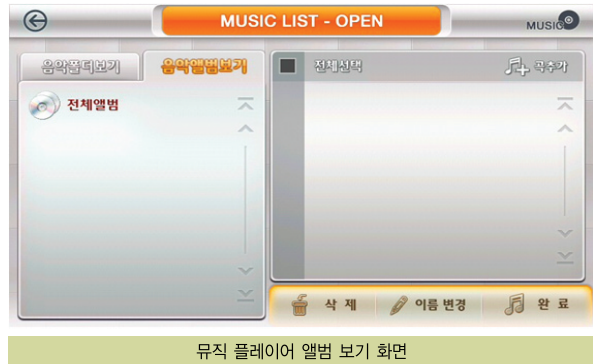 MUSIC LIST - OPEN
MUSIC
음악폴더보기
음악앨범보기
전체선택
곡추가
전체앨범
삭 제
이름 변경
완 료
뮤직 플레이어 앨범 보기 화면